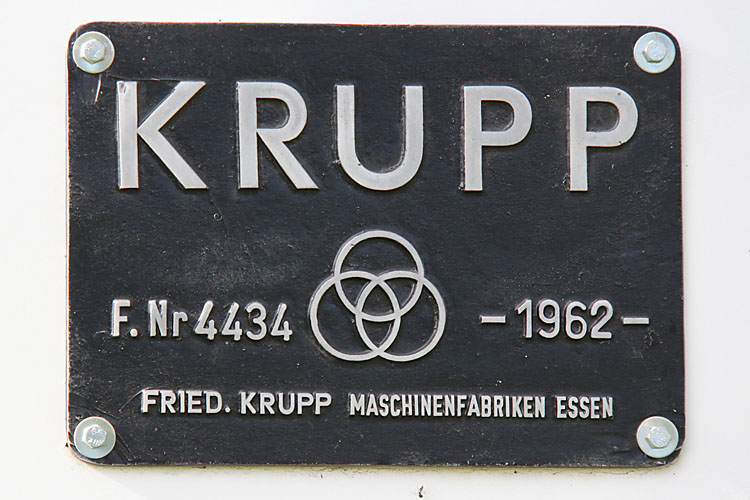 KRUPP
F. Nr 4434 -1962-
FRIED. KRUPP MASCHINENFABRIKEN ESSEN